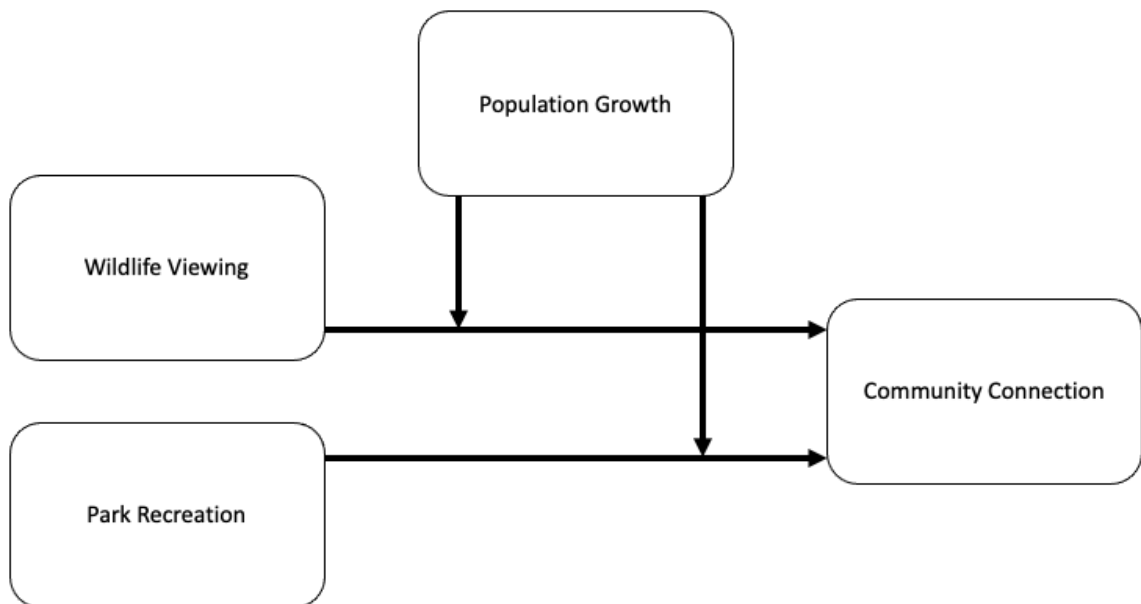 Population Growth
Wildlife Viewing
Community Connection
Park Recreation